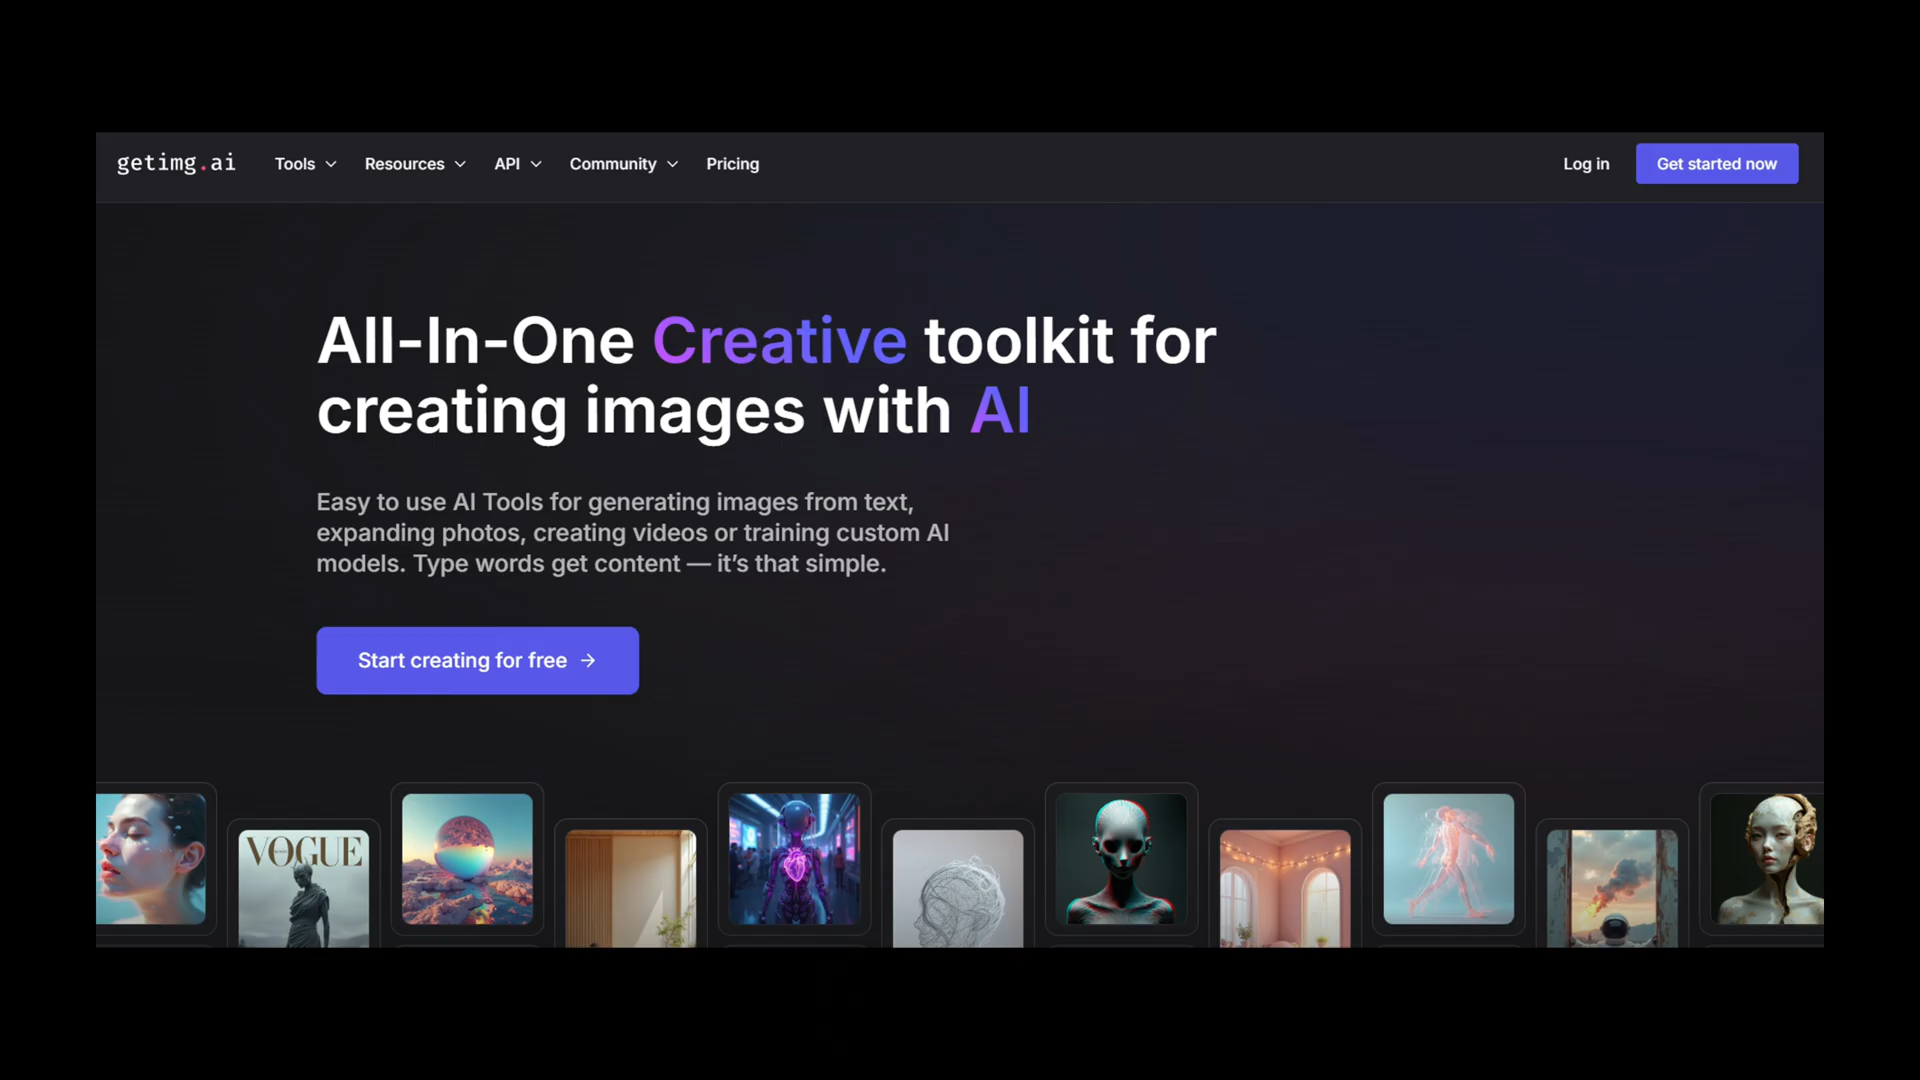 getimg.ai
Tools
Resources
API
Community
Pricing
Log in
Get started now
All-In-One Creative toolkit for
creating images with AI
Easy to use AI Tools for generating images from text,
expanding photos, creating videos or training custom AI
models. Type words get content — it’s that simple.
Start creating for free →
VOGUE